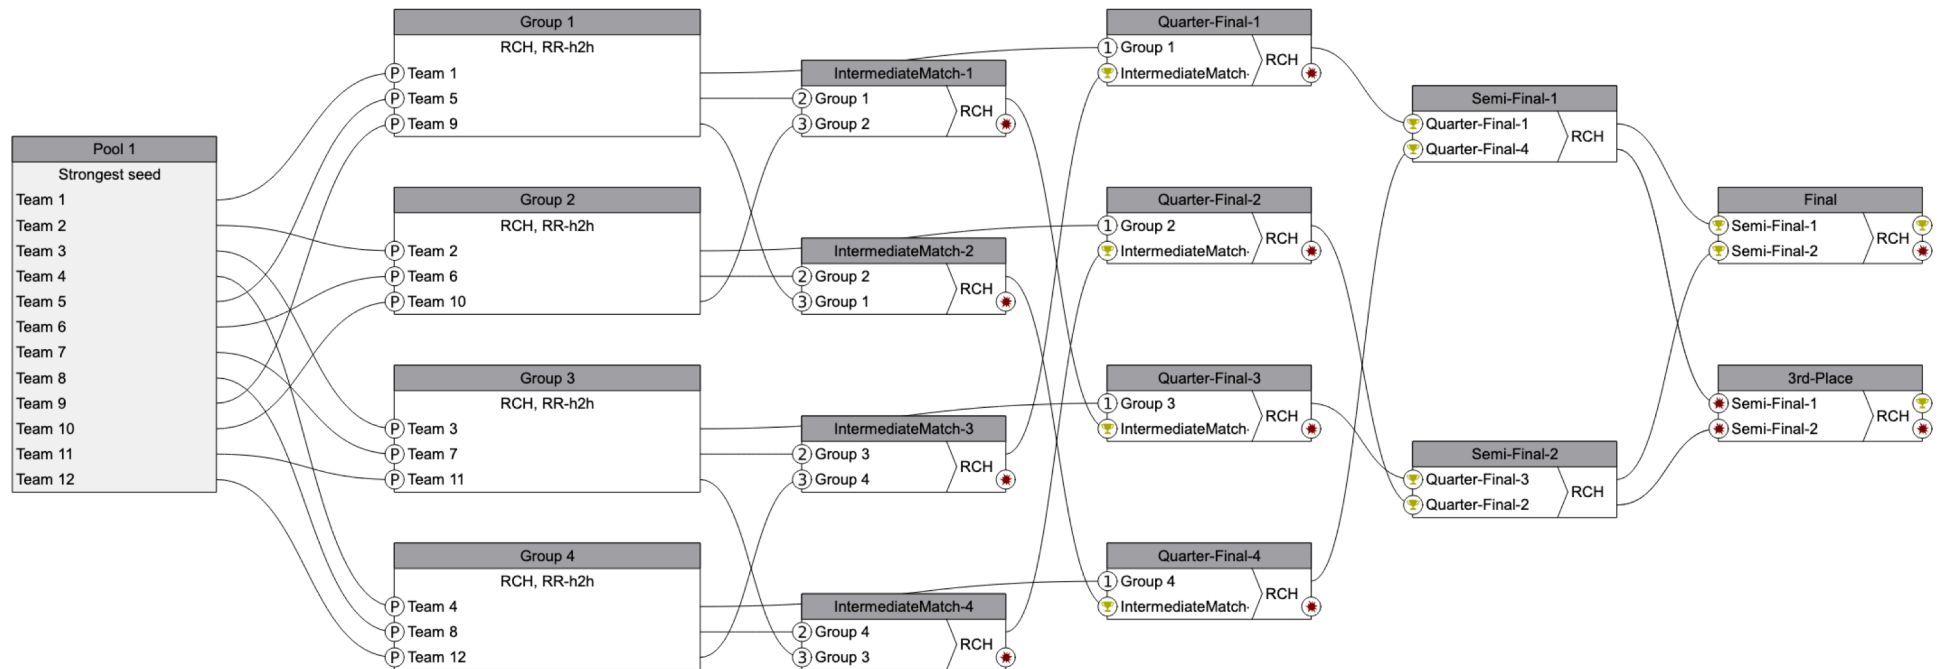 Pool 1
Strongest seed
Team 1
Team 2
Team 3
Team 4
Team 5
Team 6
Team 7
Team 8
Team 9
Team 10
Team 11
Team 12
Group 1
RCH, RR-h2h
P Team 1
P Team 5
P Team 9
Group 2
RCH, RR-h2h
P Team 2
P Team 6
P Team 10
Group 3
RCH, RR-h2h
P Team 3
P Team 7
P Team 11
Group 4
RCH, RR-h2h
P Team 4
P Team 8
P Team 12
IntermediateMatch-1
2 Group 1
3 Group 2
RCH
IntermediateMatch-2
2 Group 2
3 Group 1
RCH
IntermediateMatch-3
2 Group 3
3 Group 4
RCH
IntermediateMatch-4
2 Group 4
3 Group 3
RCH
Quarter-Final-1
1 Group 1
IntermediateMatch-
RCH
Quarter-Final-2
1 Group 2
IntermediateMatch-
RCH
Quarter-Final-3
1 Group 3
IntermediateMatch-
RCH
Quarter-Final-4
1 Group 4
IntermediateMatch-
RCH
Semi-Final-1
Quarter-Final-1
Quarter-Final-4
RCH
Semi-Final-2
Quarter-Final-3
Quarter-Final-2
RCH
Final
Semi-Final-1
Semi-Final-2
RCH
3rd-Place
Semi-Final-1
Semi-Final-2
RCH